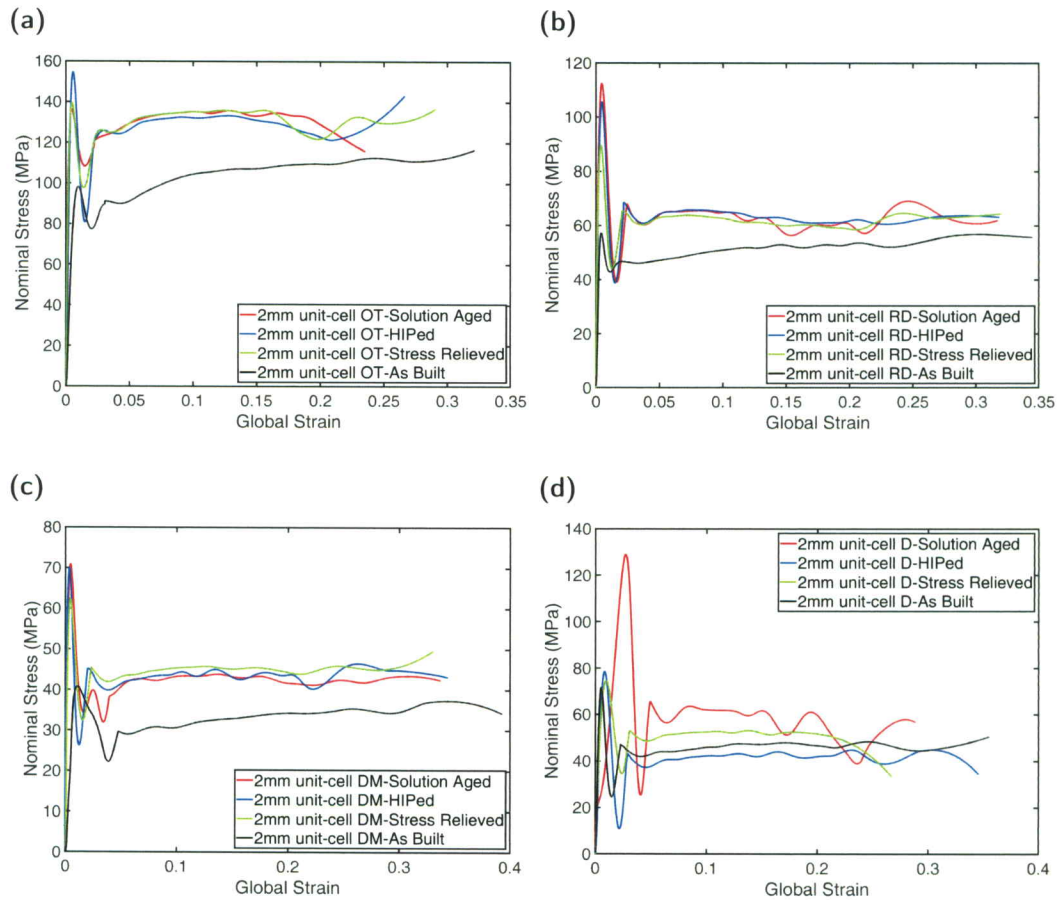 (a)
160
140
120
100
80
60
40
20
0
Nominal Stress (MPa)
2mm unit-cell OT-Solution Aged
2mm unit-cell OT-HIPed
2mm unit-cell OT-Stress Relieved
2mm unit-cell OT-As Built
0 0.05 0.1 0.15 0.2 0.25 0.3 0.35
Global Strain
(b)
120
100
80
60
40
20
0
Nominal Stress (MPa)
2mm unit-cell RD-Solution Aged
2mm unit-cell RD-HIPed
2mm unit-cell RD-Stress Relieved
2mm unit-cell RD-As Built
0 0.05 0.1 0.15 0.2 0.25 0.3 0.35
Global Strain
(c)
80
70
60
50
40
30
20
10
0
Nominal Stress (MPa)
2mm unit-cell DM-Solution Aged
2mm unit-cell DM-HIPed
2mm unit-cell DM-Stress Relieved
2mm unit-cell DM-As Built
0 0.1 0.2 0.3 0.4
Global Strain
(d)
140
120
100
80
60
40
20
0
Nominal Stress (MPa)
2mm unit-cell D-Solution Aged
2mm unit-cell D-HIPed
2mm unit-cell D-Stress Relieved
2mm unit-cell D-As Built
0 0.1 0.2 0.3 0.4
Global Strain